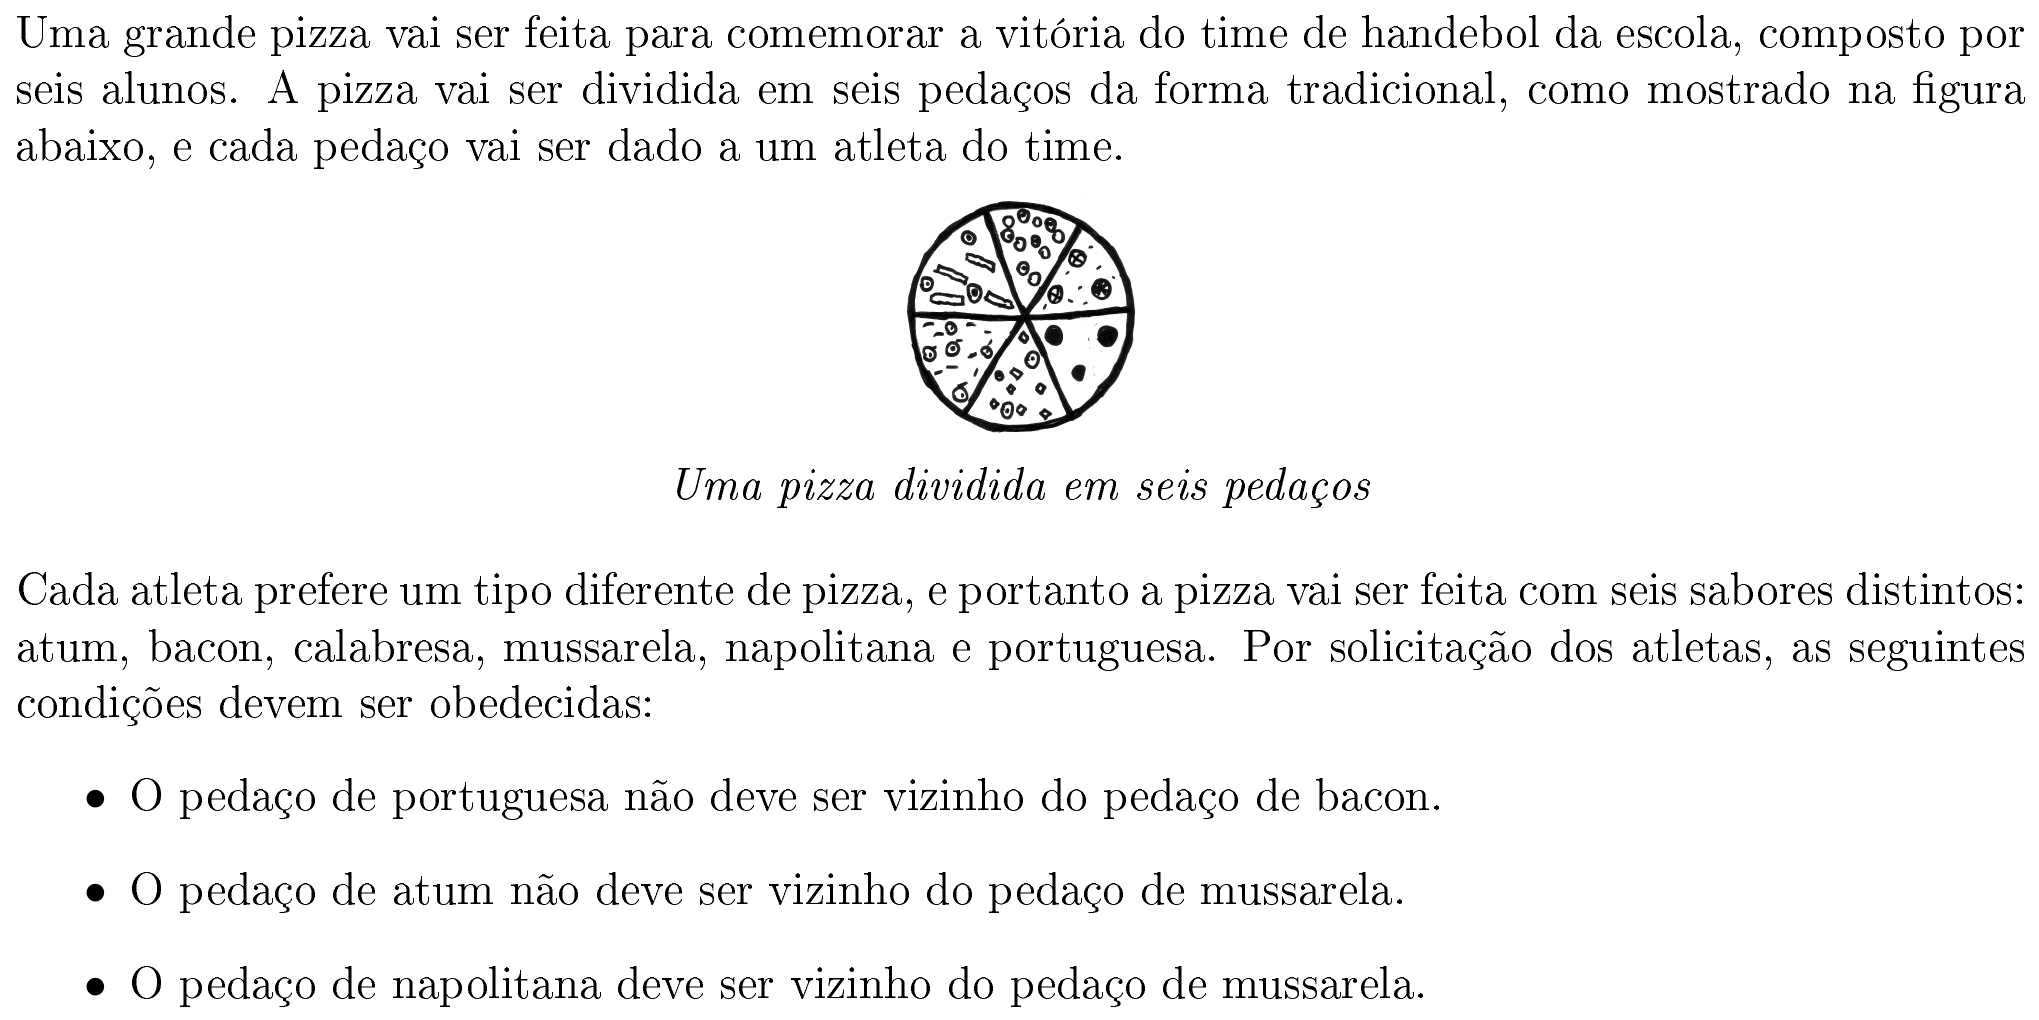 Uma grande pizza vai ser feita para comemorar a vitória do time de handebol da escola, composto por
seis alunos. A pizza vai ser dividida em seis pedaços da forma tradicional, como mostrado na figura
abaixo, e cada pedaço vai ser dado a um atleta do time.
Uma pizza dividida em seis pedaços
Cada atleta prefere um tipo diferente de pizza, e portanto a pizza vai ser feita com seis sabores distintos:
atum, bacon, calabresa, mussarela, napolitana e portuguesa. Por solicitação dos atletas, as seguintes
condições devem ser obedecidas:
• O pedaço de portuguesa não deve ser vizinho do pedaço de bacon.
• O pedaço de atum não deve ser vizinho do pedaço de mussarela.
• O pedaço de napolitana deve ser vizinho do pedaço de mussarela.